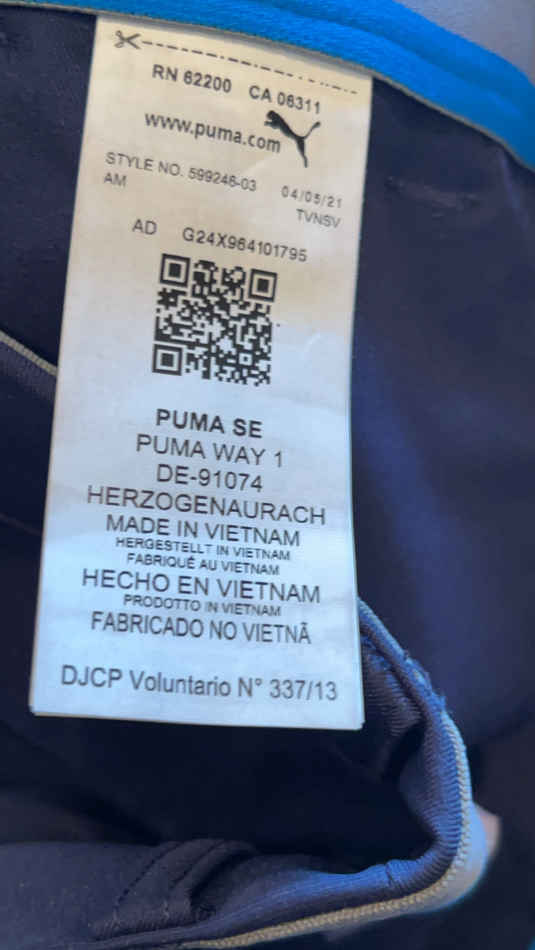 RN 62200 CA 06311
www.puma.com
STYLE NO. 599246-03 04/05/21
AM TVNSV
AD G24X964101795
PUMA SE
PUMA WAY 1
DE-91074
HERZOGENAURACH
MADE IN VIETNAM
HERGESTELLT IN VIETNAM
FABRIQUÉ AU VIETNAM
HECHO EN VIETNAM
PRODOTTO IN VIETNAM
FABRICADO NO VIETNÃ
DJCP Voluntario N° 337/13